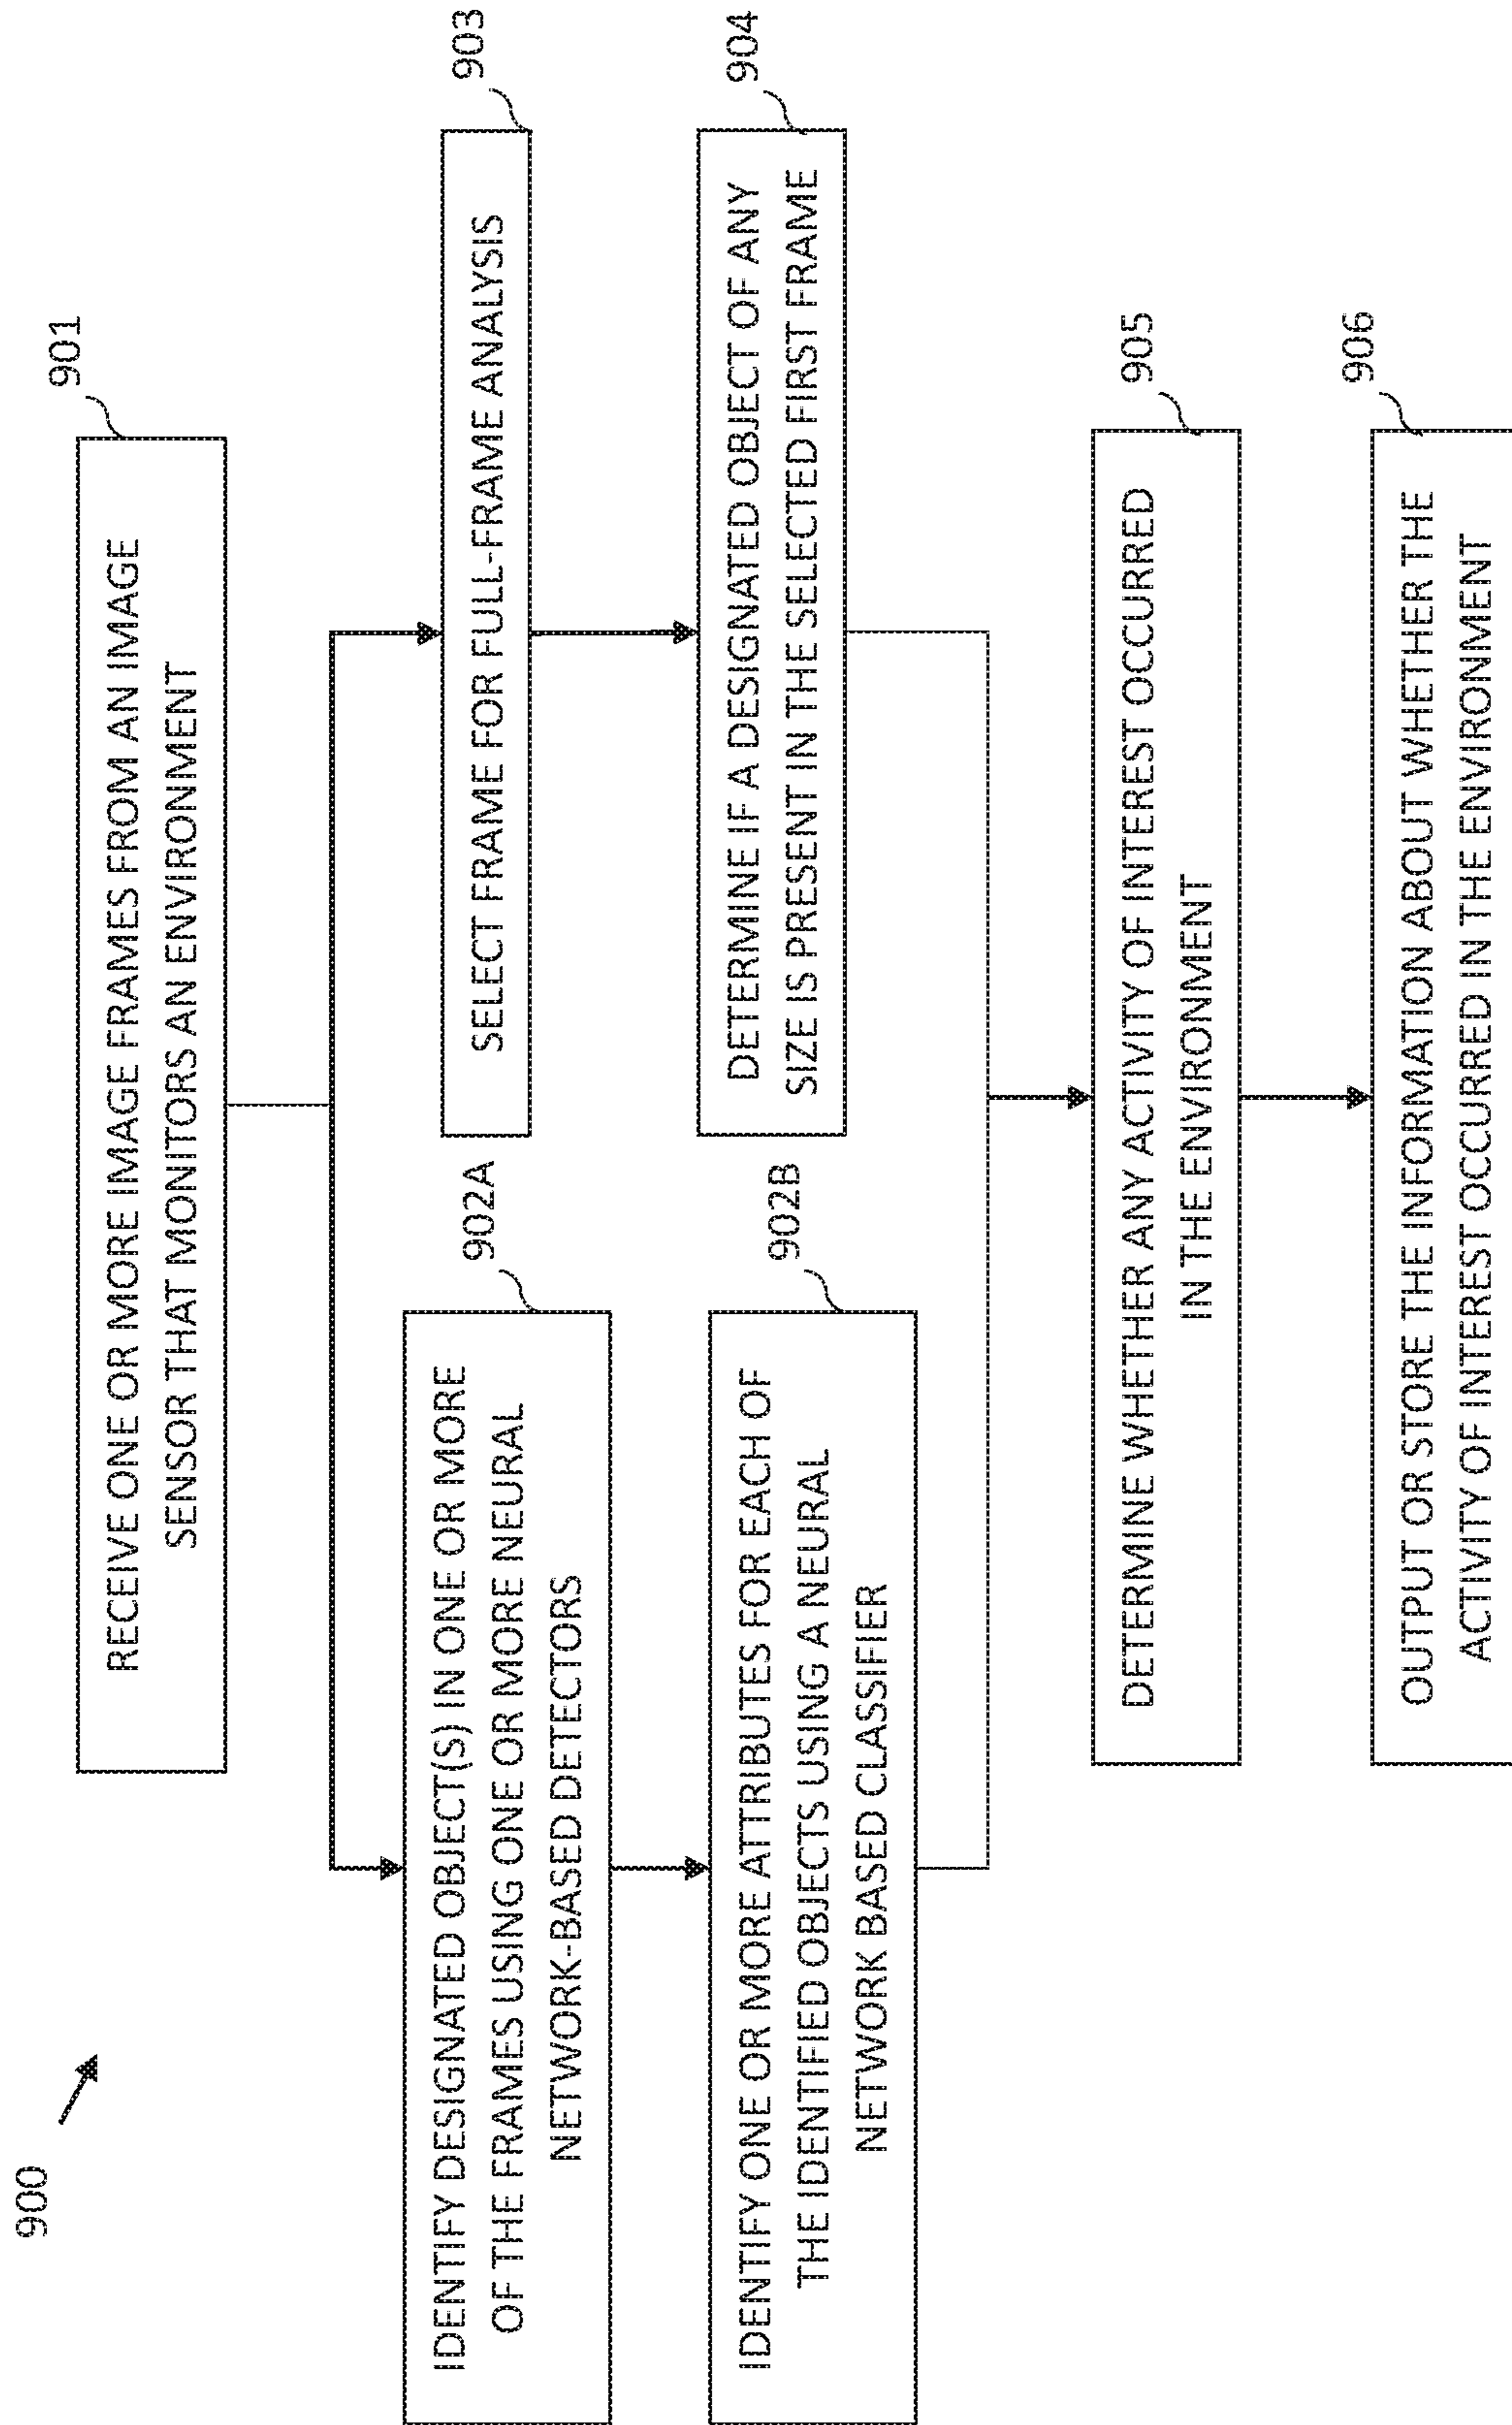 900
901
RECEIVE ONE OR MORE IMAGE FRAMES FROM AN IMAGE
SENSOR THAT MONITORS AN ENVIRONMENT
902A
IDENTIFY DESIGNATED OBJECT(S) IN ONE OR MORE
OF THE FRAMES USING ONE OR MORE NEURAL
NETWORK-BASED DETECTORS
903
SELECT FRAME FOR FULL-FRAME ANALYSIS
902B
IDENTIFY ONE OR MORE ATTRIBUTES FOR EACH OF
THE IDENTIFIED OBJECTS USING A NEURAL
NETWORK BASED CLASSIFIER
904
DETERMINE IF A DESIGNATED OBJECT OF ANY
SIZE IS PRESENT IN THE SELECTED FIRST FRAME
905
DETERMINE WHETHER ANY ACTIVITY OF INTEREST OCCURRED
IN THE ENVIRONMENT
906
OUTPUT OR STORE THE INFORMATION ABOUT WHETHER THE
ACTIVITY OF INTEREST OCCURRED IN THE ENVIRONMENT